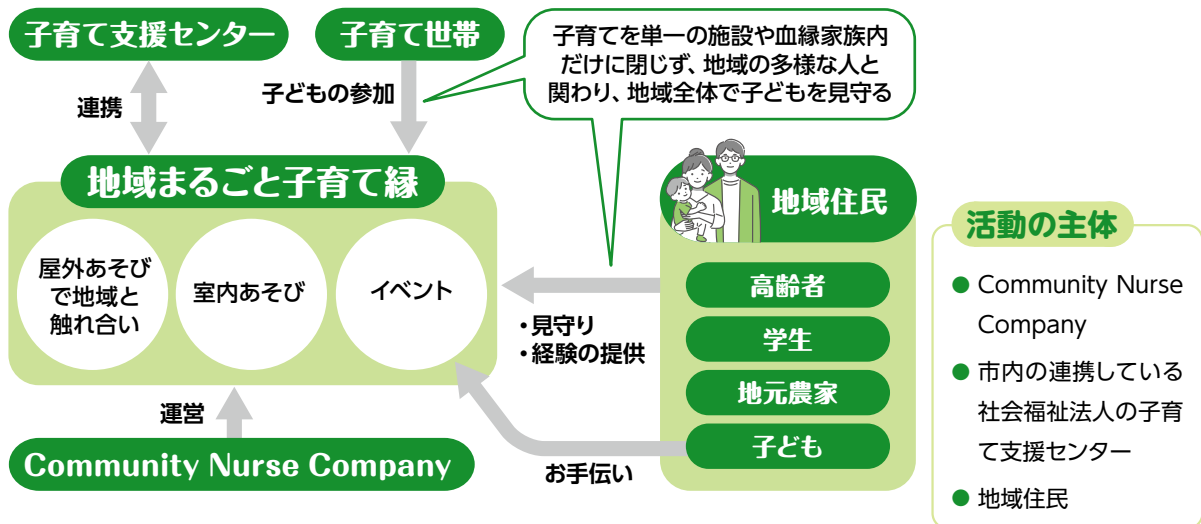 子育て支援センター
子育て世帯
子育てを単一の施設や血縁家族内
だけに閉じず、地域の多様な人と
関わり、地域全体で子どもを見守る
連携
子どもの参加
地域まるごと子育て縁
屋外あそび
で地域と
触れ合い
室内あそび
イベント
・見守り
・経験の提供
地域住民
高齢者
学生
地元農家
子ども
お手伝い
運営
Community Nurse Company
活動の主体
● Community Nurse
Company
● 市内の連携している
社会福祉法人の子育
て支援センター
● 地域住民